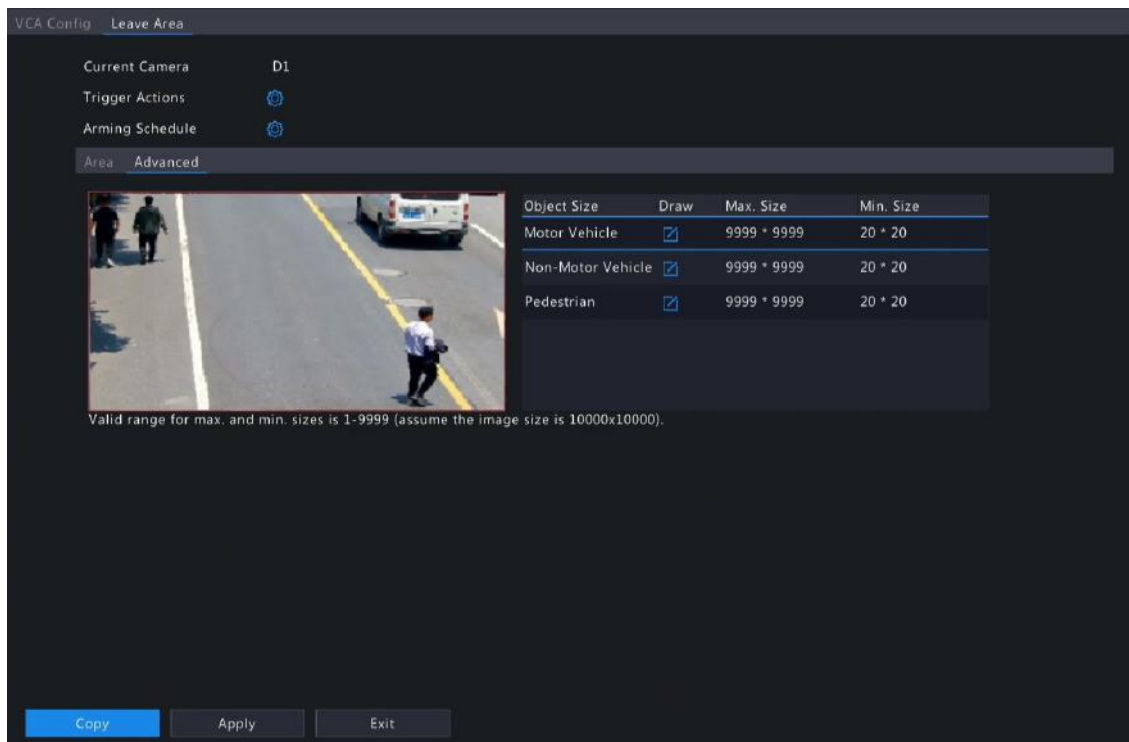 VCA Config Leave Area
Current Camera D1
Trigger Actions
Arming Schedule
Area Advanced
Object Size Draw Max. Size Min. Size
Motor Vehicle 9999 * 9999 20 * 20
Non-Motor Vehicle 9999 * 9999 20 * 20
Pedestrian 9999 * 9999 20 * 20
Valid range for max. and min. sizes is 1-9999 (assume the image size is 10000x10000).
Copy Apply Exit